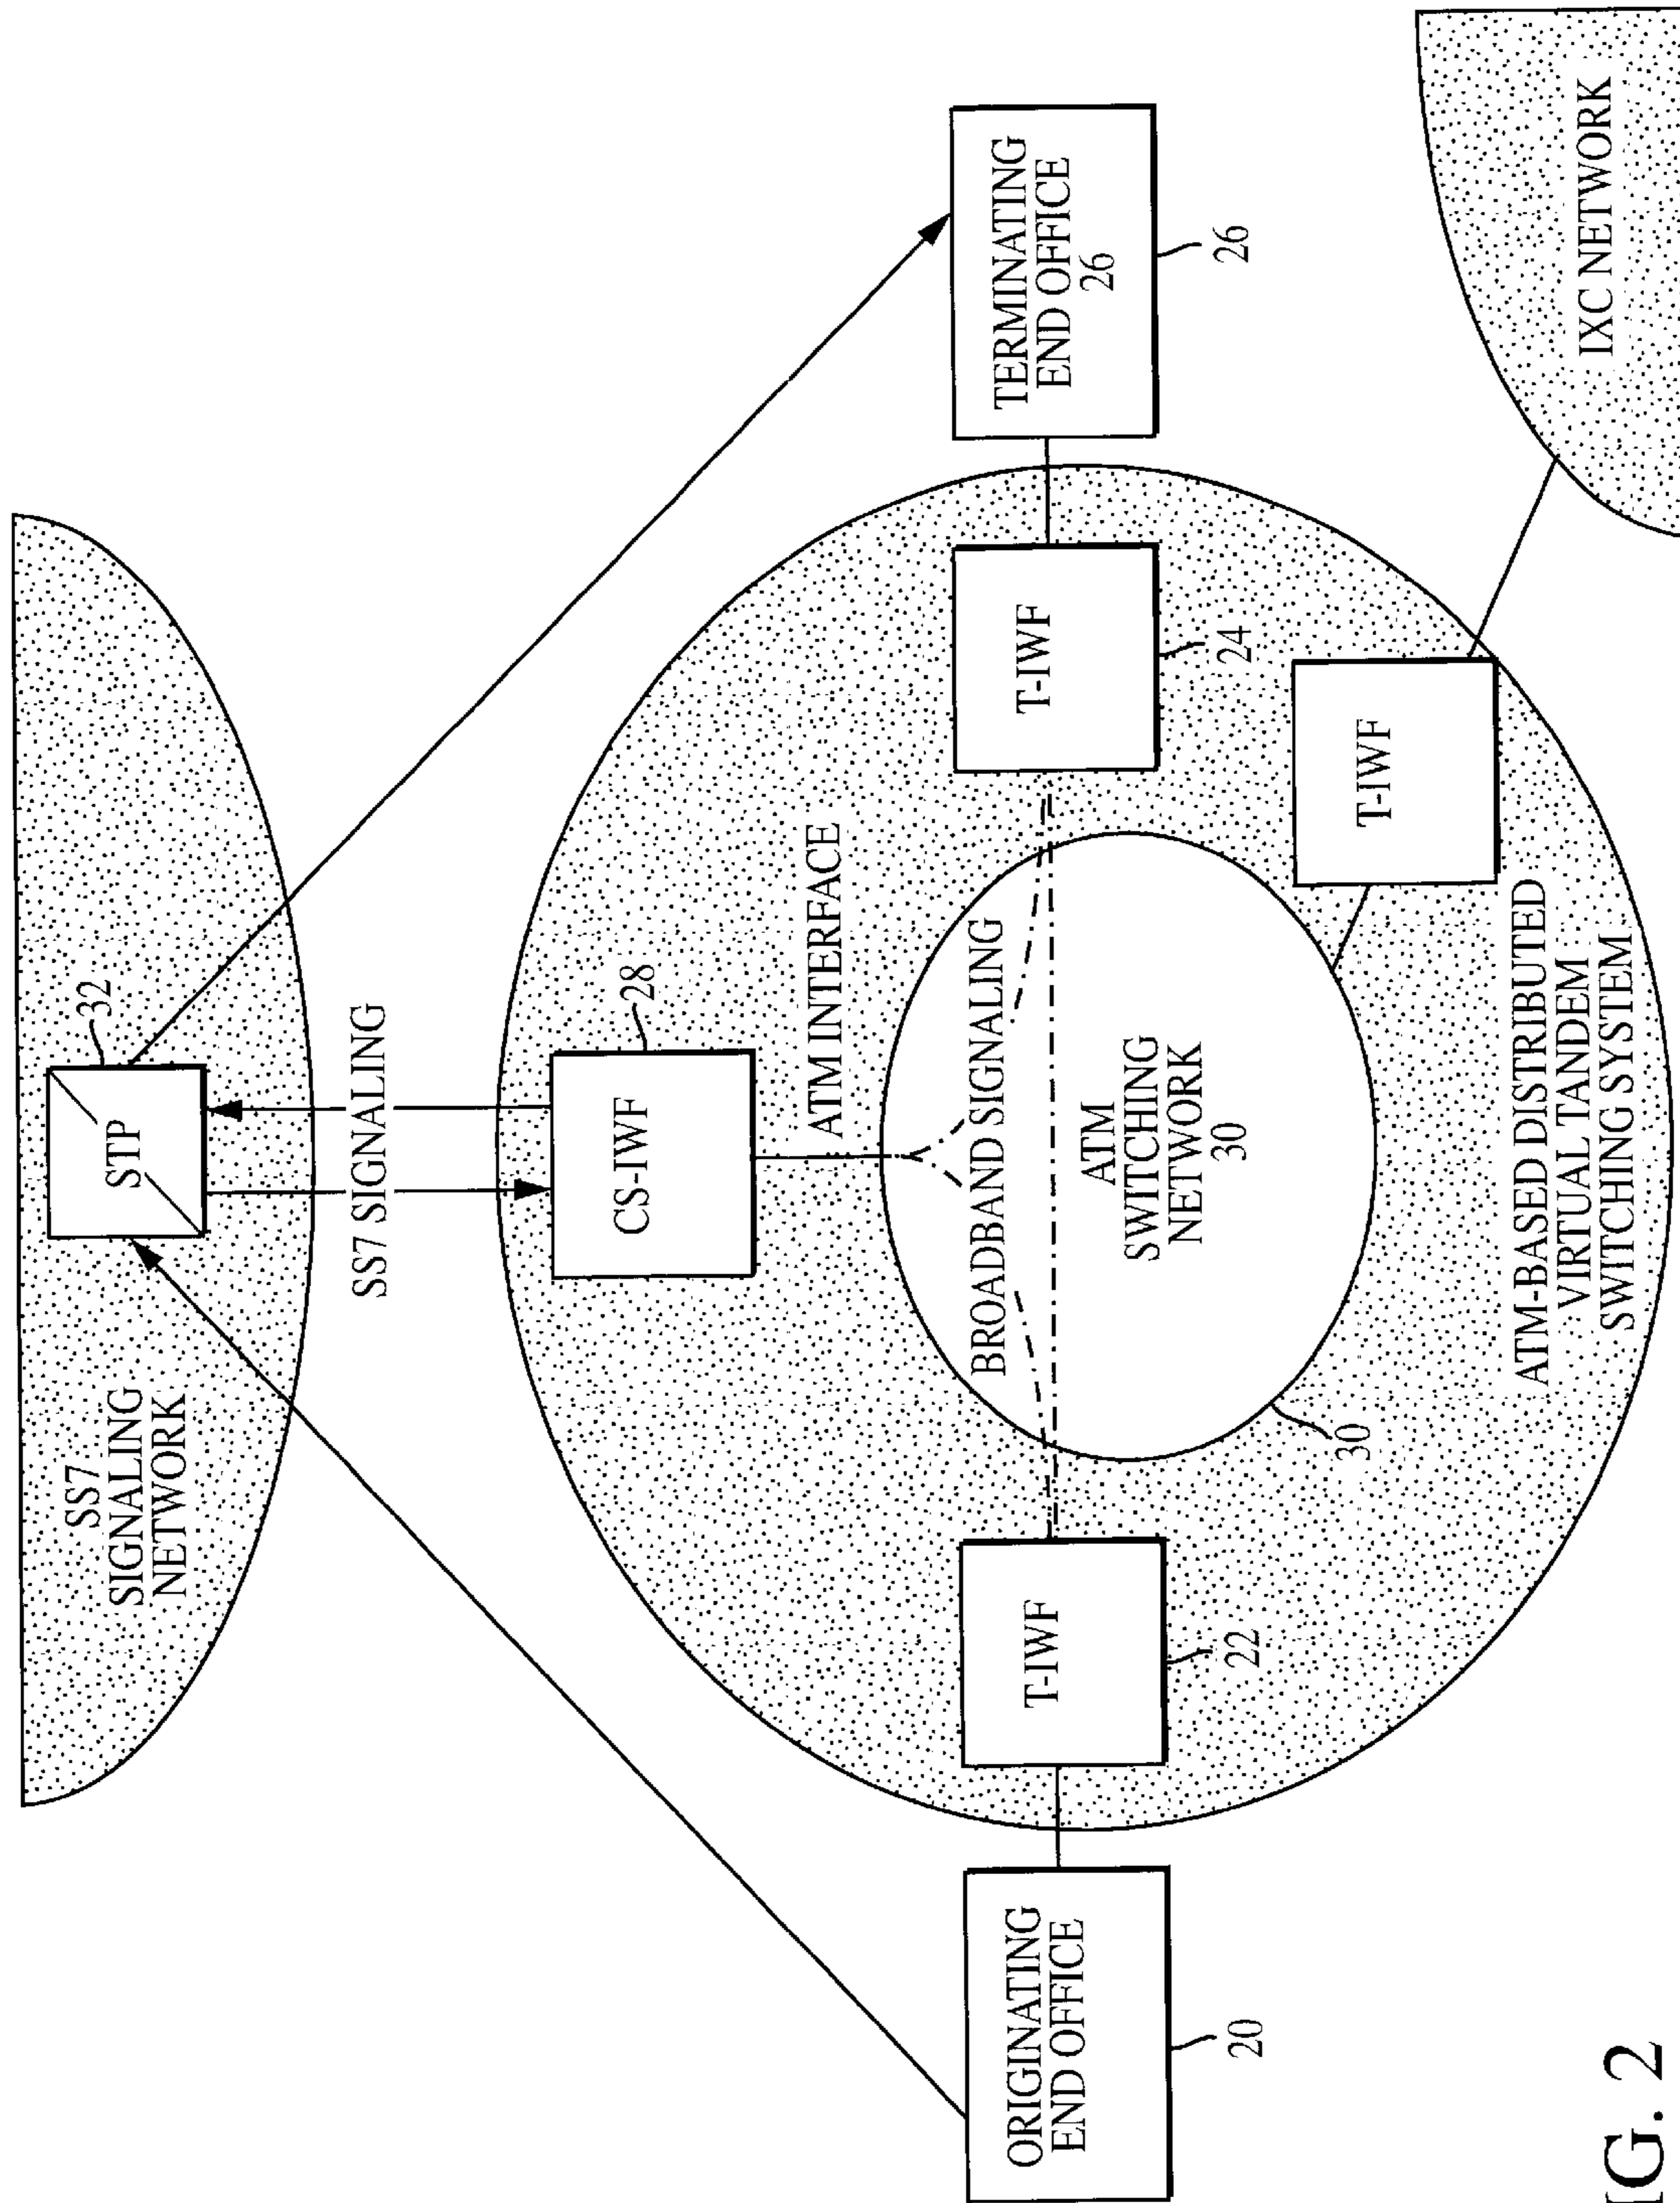 SS7
SIGNALING
NETWORK
STP
32
SS7 SIGNALING
CS-IWF
28
ATM INTERFACE
BROADBAND SIGNALING
ORIGINATING
END OFFICE
20
T-IWF
22
ATM
SWITCHING
NETWORK
30
30
T-IWF
24
TERMINATING
END OFFICE
26
26
T-IWF
ATM-BASED DISTRIBUTED
VIRTUAL TANDEM
SWITCHING SYSTEM
IXC NETWORK
IG. 2